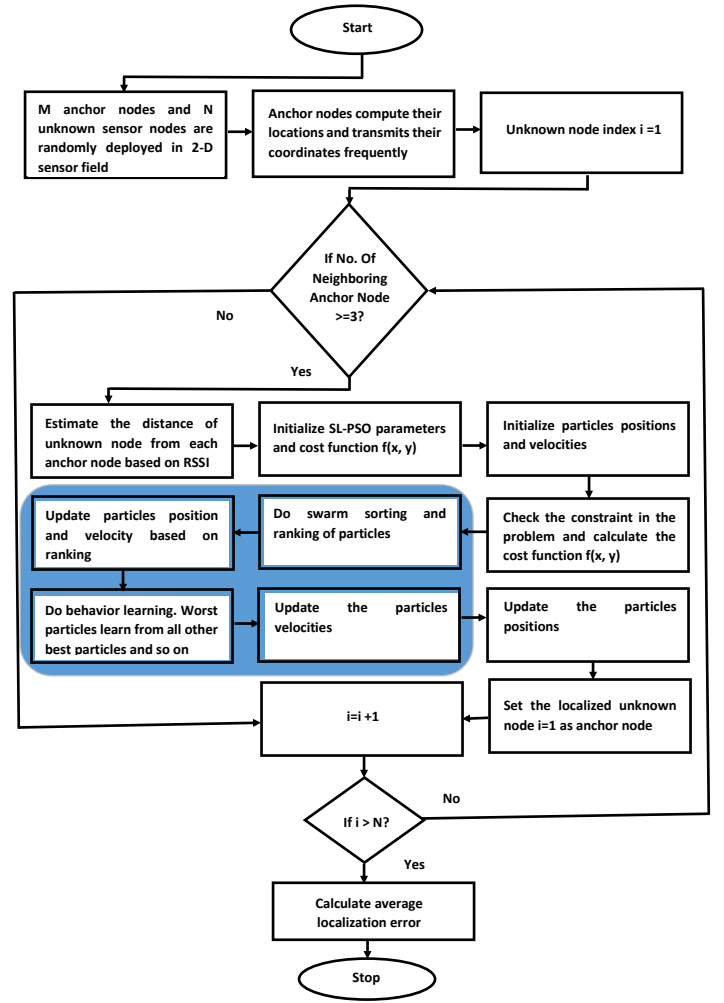 Start
M anchor nodes and N
unknown sensor nodes are
randomly deployed in 2-D
sensor field
Anchor nodes compute their
locations and transmits their
coordinates frequently
Unknown node index i =1
If No. Of
Neighboring
Anchor Node
>=3?
No
Yes
Estimate the distance of
unknown node from each
anchor node based on RSSI
Initialize SL-PSO parameters
and cost function f(x, y)
Initialize particles positions
and velocities
Update particles position
and velocity based on
ranking
Do swarm sorting and
ranking of particles
Check the constraint in the
problem and calculate the
cost function f(x, y)
Do behavior learning. Worst
particles learn from all other
best particles and so on
Update the particles
velocities
Update the particles
positions
i=i +1
Set the localized unknown
node i=1 as anchor node
If i > N?
No
Yes
Calculate average
localization error
Stop